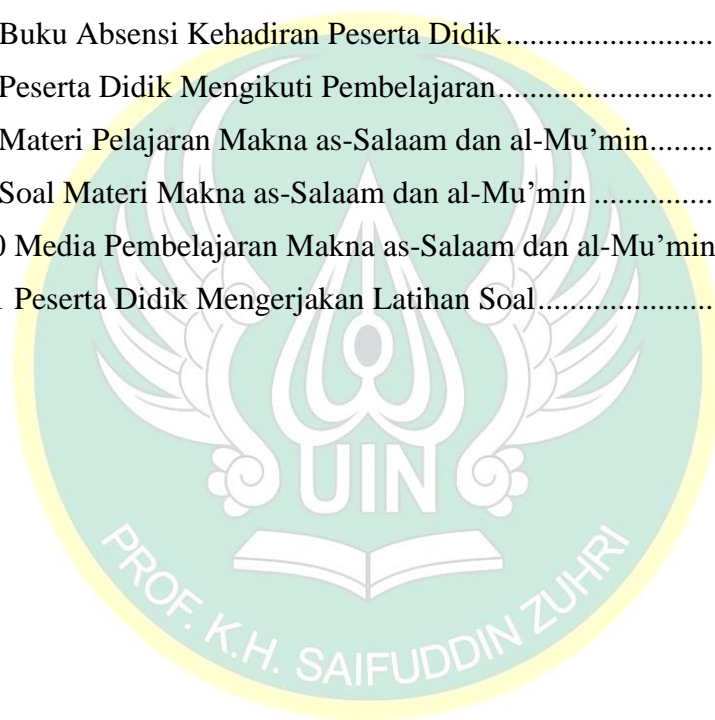 Buku Absensi Kehadiran Peserta Didik........................
Peserta Didik Mengikuti Pembelajaran.........................
Materi Pelajaran Makna as-Salaam dan al-Mu’min........
Soal Materi Makna as-Salaam dan al-Mu’min ..............
0 Media Pembelajaran Makna as-Salaam dan al-Mu’min
Peserta Didik Mengerjakan Latihan Soal....................
UIN
PROF. K.H. SAIFUDDIN ZUHRI